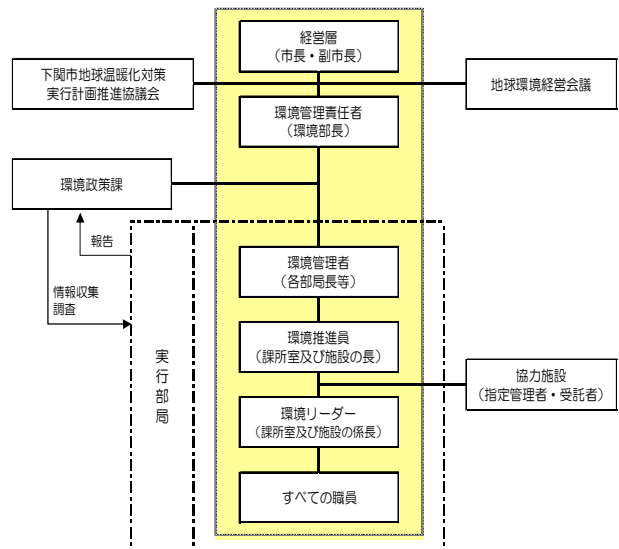 経営層
(市長・副市長)
下関市地球温暖化対策
実行計画推進協議会
地球環境経営会議
環境管理責任者
(環境部長)
環境政策課
報告
情報収集
調査
実行部局
環境管理者
(各部局長等)
環境推進員
(課所室及び施設の長)
協力施設
(指定管理者・受託者)
環境リーダー
(課所室及び施設の係長)
すべての職員